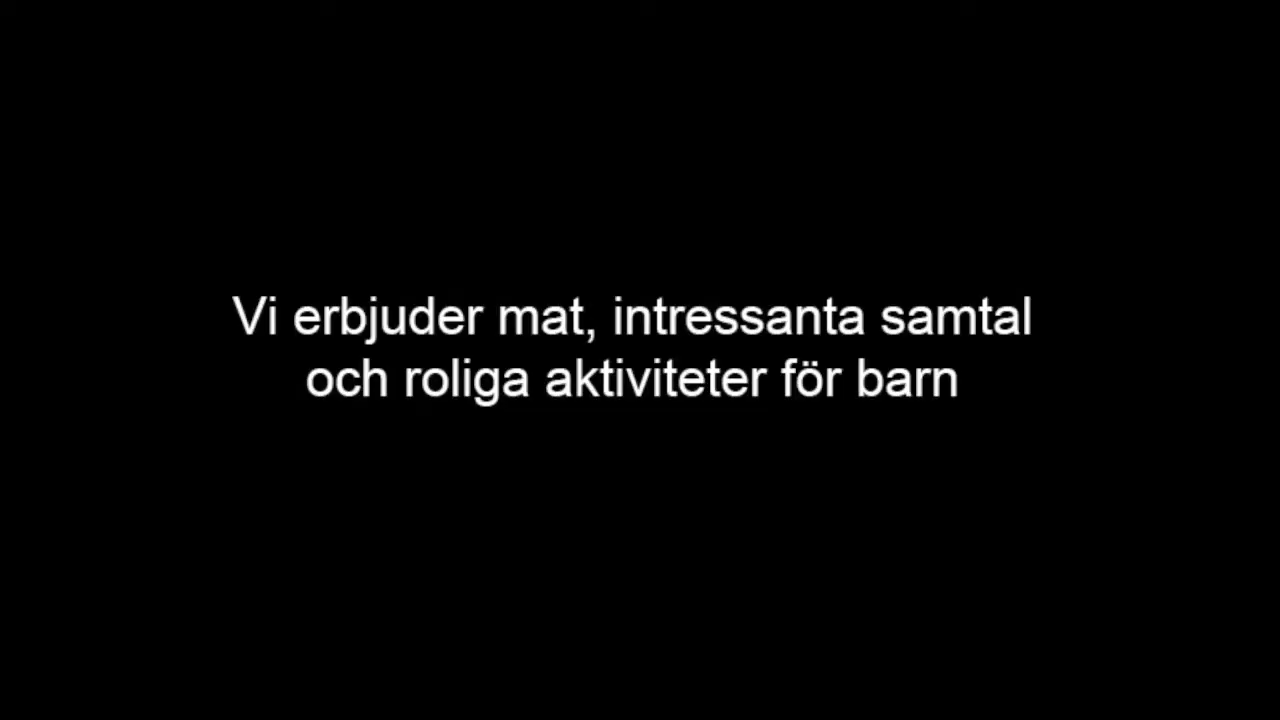 Vi erbjuder mat, intressanta samtal
och roliga aktiviteter för barn